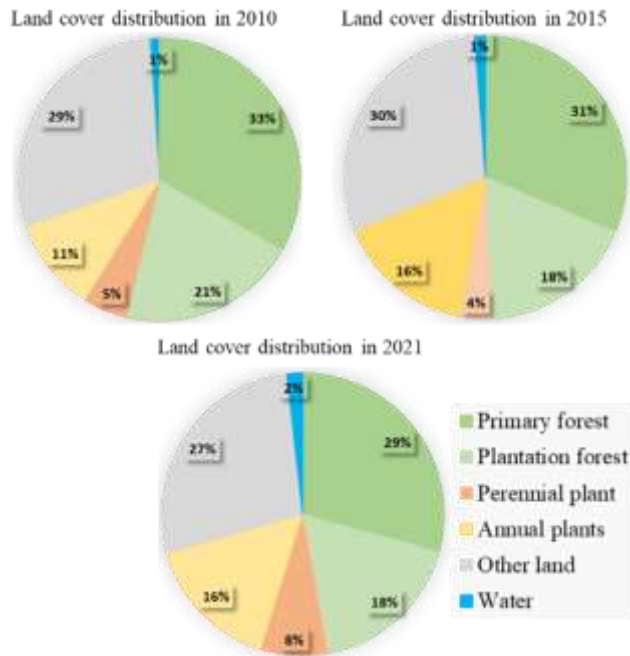 Land cover distribution in 2010
1%
33%
21%
5%
11%
29%
Land cover distribution in 2015
1%
31%
18%
4%
16%
30%
Land cover distribution in 2021
2%
29%
18%
8%
16%
27%
Primary forest
Plantation forest
Perennial plant
Annual plants
Other land
Water